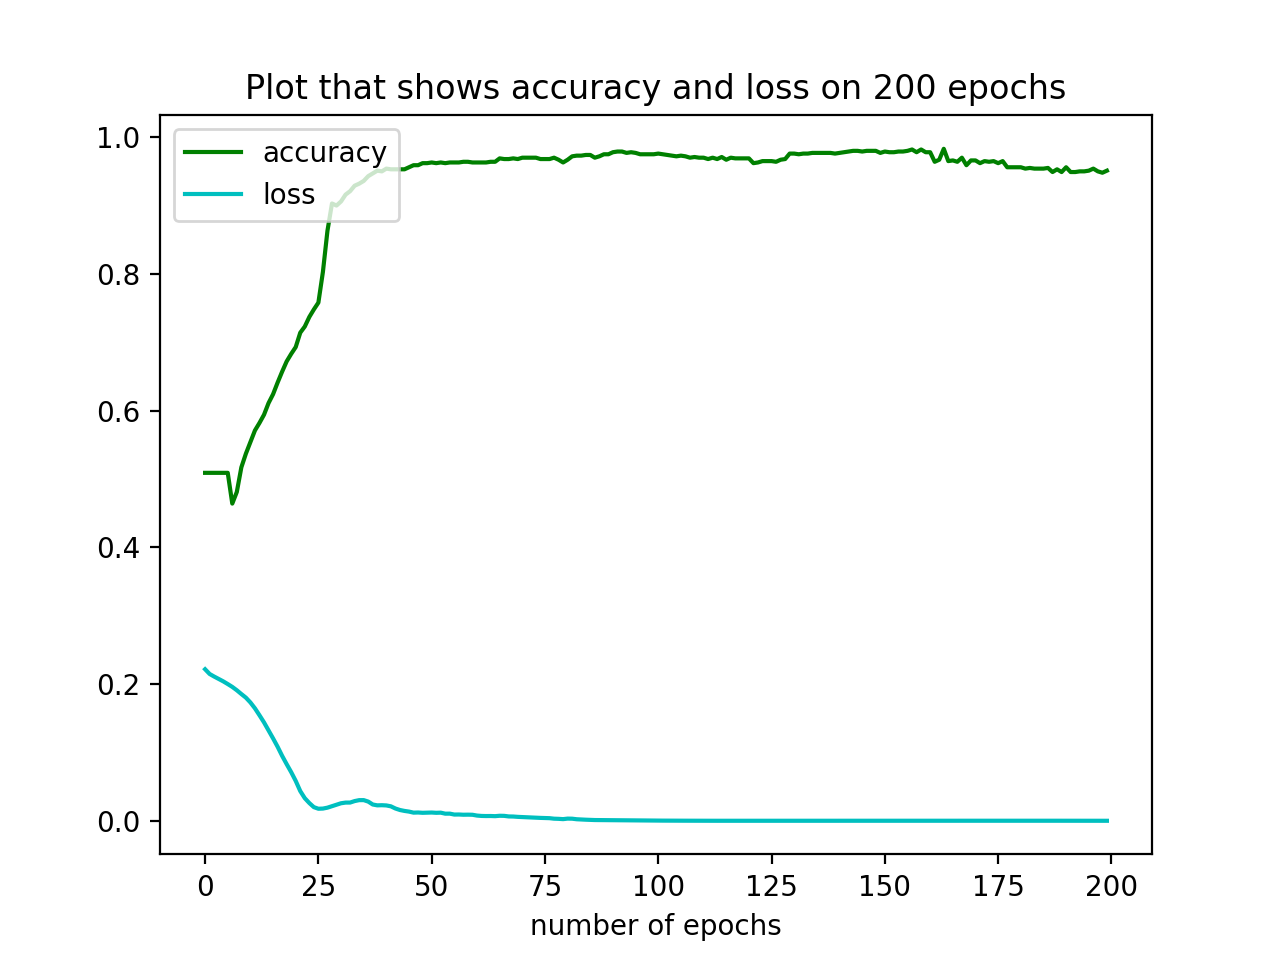 Plot that shows accuracy and loss on 200 epochs
1.0
accuracy
loss
0.8
0.6
0.4
0.2
0.0
0 25 50 75 100 125 150 175 200
number of epochs